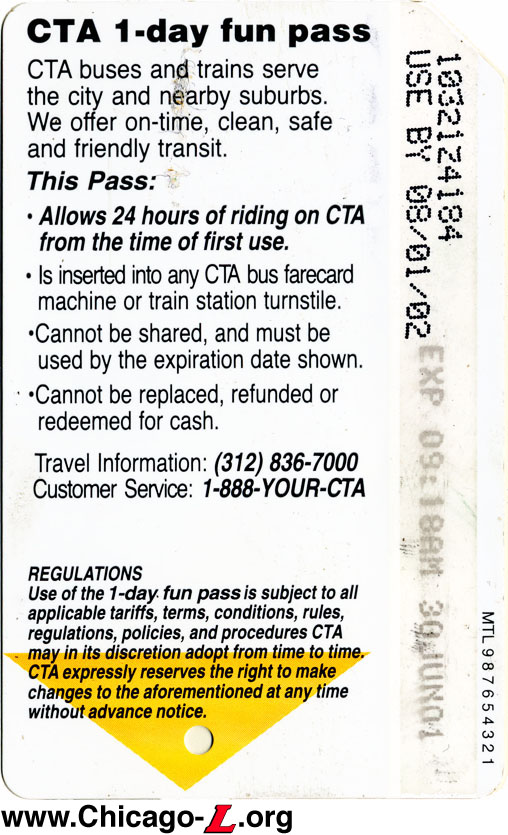 CTA 1-day fun pass
CTA buses and trains serve
the city and nearby suburbs.
We offer on-time, clean, safe
and friendly transit.
This Pass:
• Allows 24 hours of riding on CTA
from the time of first use.
• Is inserted into any CTA bus farecard
machine or train station turnstile.
•Cannot be shared, and must be
used by the expiration date shown.
•Cannot be replaced, refunded or
redeemed for cash.
Travel Information: (312) 836-7000
Customer Service: 1-888-YOUR-CTA
REGULATIONS
Use of the 1-day fun pass is subject to all
applicable tariffs, terms, conditions, rules,
regulations, policies, and procedures CTA
may in its discretion adopt from time to time.
CTA expressly reserves the right to make
changes to the aforementioned at any time
without advance notice.
1032124184
USE BY 08/01/02
EXP 09:18AM 30JUN01
MTL987654321
www.Chicago-L.org